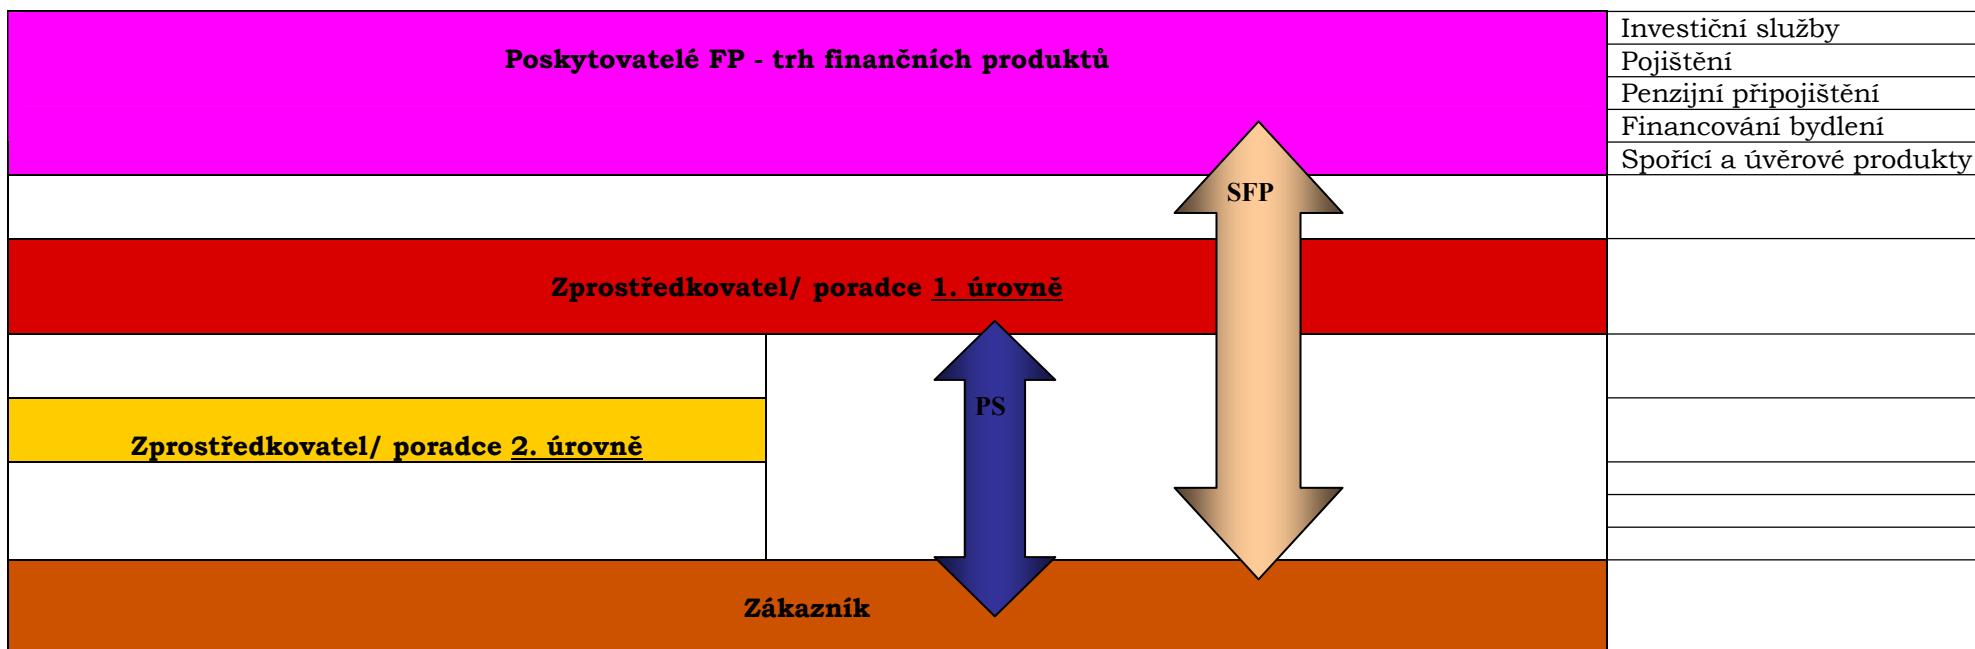 Poskytovatelé FP - trh finančních produktů
Investiční služby
Pojištění
Penzijní připojištění
Financování bydlení
Spořící a úvěrové produkty
SFP
Zprostředkovatel/ poradce 1. úrovně
PS
Zprostředkovatel/ poradce 2. úrovně
Zákazník